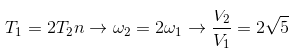 T₁ = 2T₂n → ω₂ = 2ω₁ → V₂/V₁ = 2√5